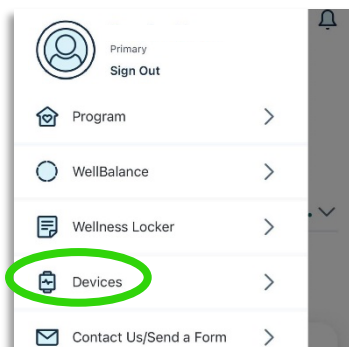 Primary
Sign Out
Program
WellBalance
Wellness Locker
Devices
Contact Us/Send a Form